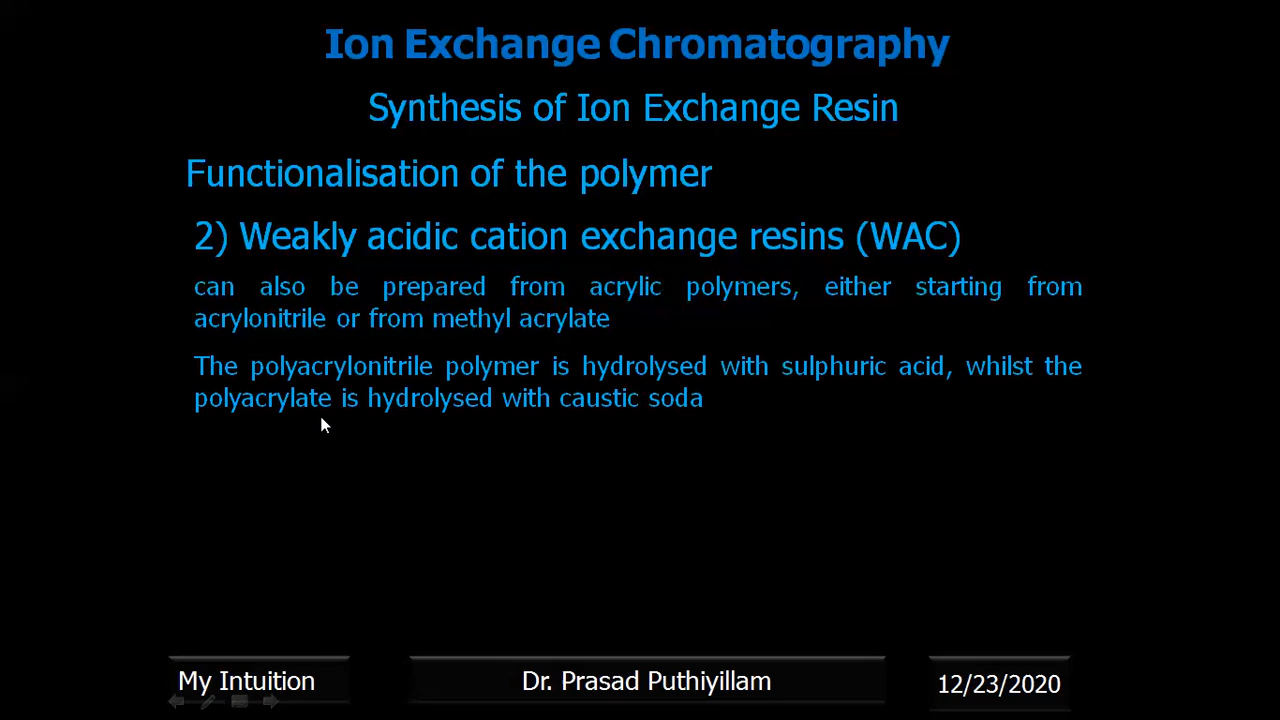 Ion Exchange Chromatography
Synthesis of Ion Exchange Resin
Functionalisation of the polymer
2) Weakly acidic cation exchange resins (WAC)
can also be prepared from acrylic polymers, either starting from
acrylonitrile or from methyl acrylate
The polyacrylonitrile polymer is hydrolysed with sulphuric acid, whilst the
polyacrylate is hydrolysed with caustic soda
My Intuition
Dr. Prasad Puthiyillam
12/23/2020